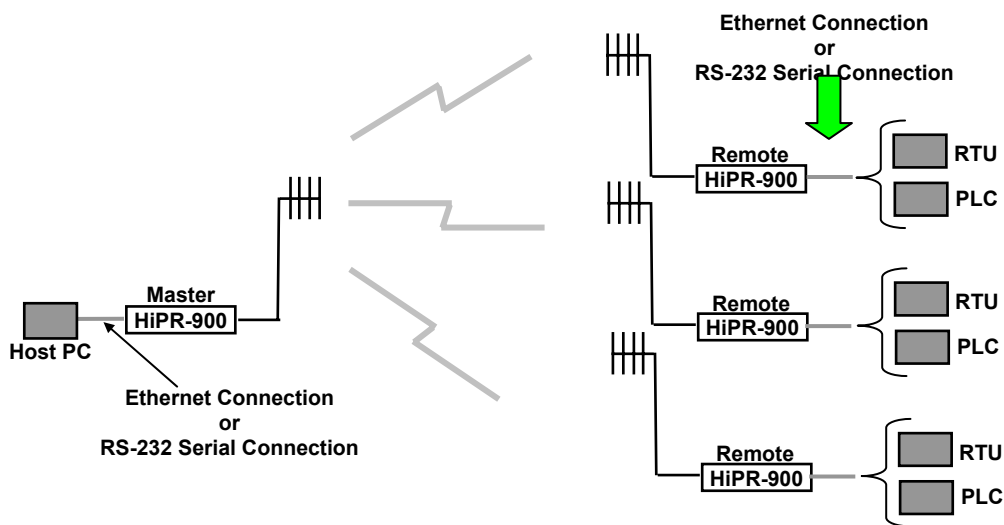 Ethernet Connection
or
RS-232 Serial Connection
Remote
HiPR-900
RTU
PLC
Master
HiPR-900
Host PC
Ethernet Connection
or
RS-232 Serial Connection
Remote
HiPR-900
RTU
PLC
Remote
HiPR-900
RTU
PLC